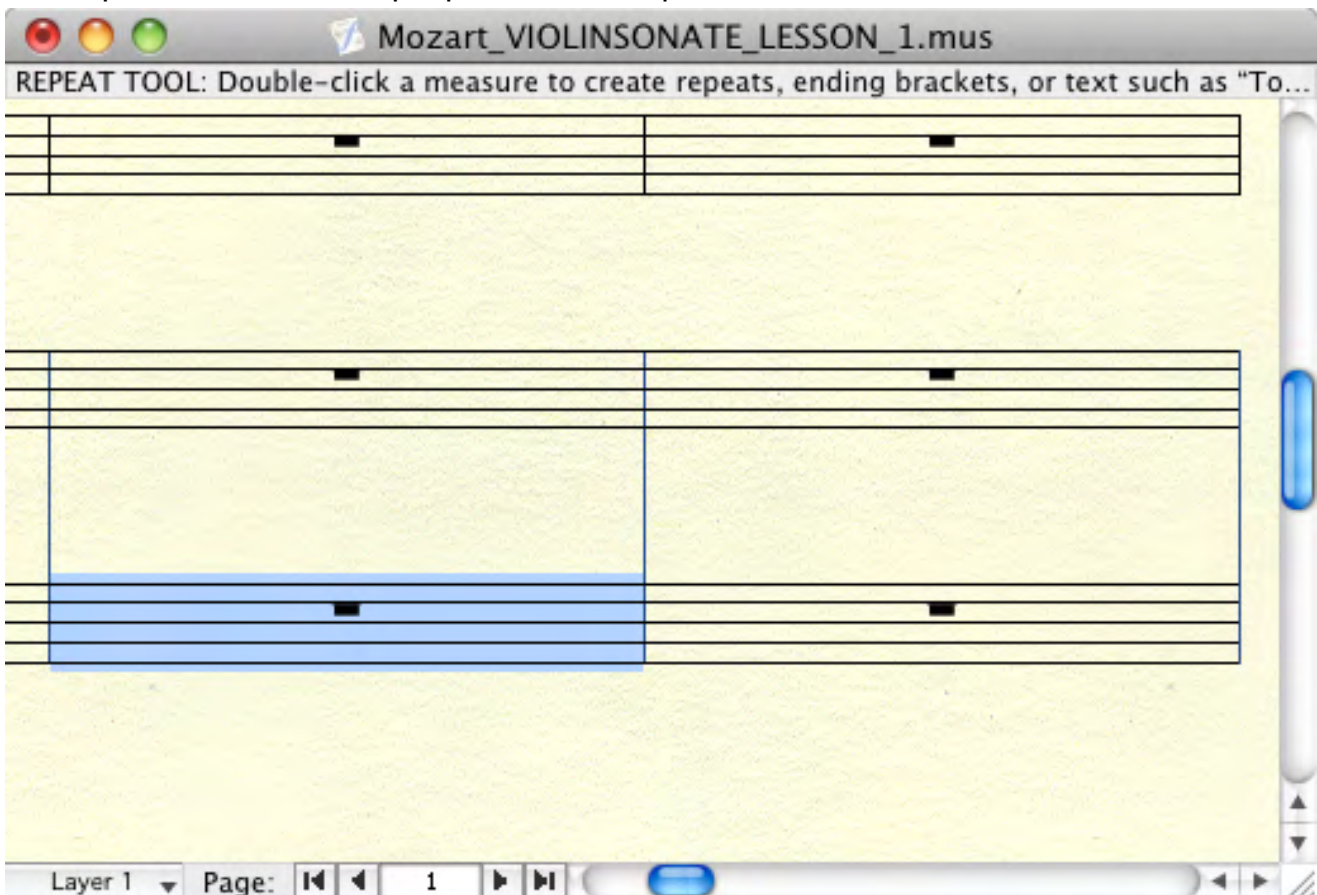 Mozart_VIOLINSONATE_LESSON_1.mus
REPEAT TOOL: Double-click a measure to create repeats, ending brackets, or text such as "To...
Layer 1 Page: 1